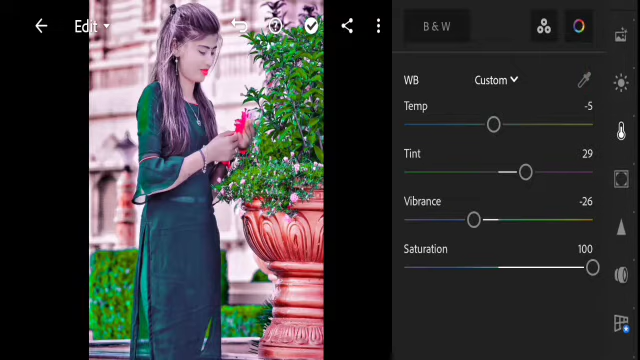 Edit
B & W
WB Custom
Temp -5
Tint 29
Vibrance -26
Saturation 100